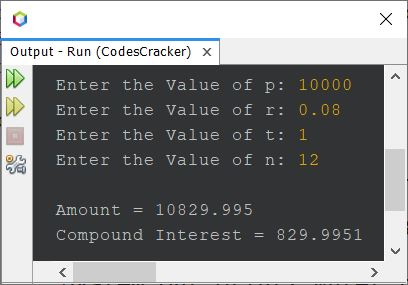 Output - Run (CodesCracker) ×
Enter the Value of p: 10000
Enter the Value of r: 0.08
Enter the Value of t: 1
Enter the Value of n: 12
Amount = 10829.995
Compound Interest = 829.9951